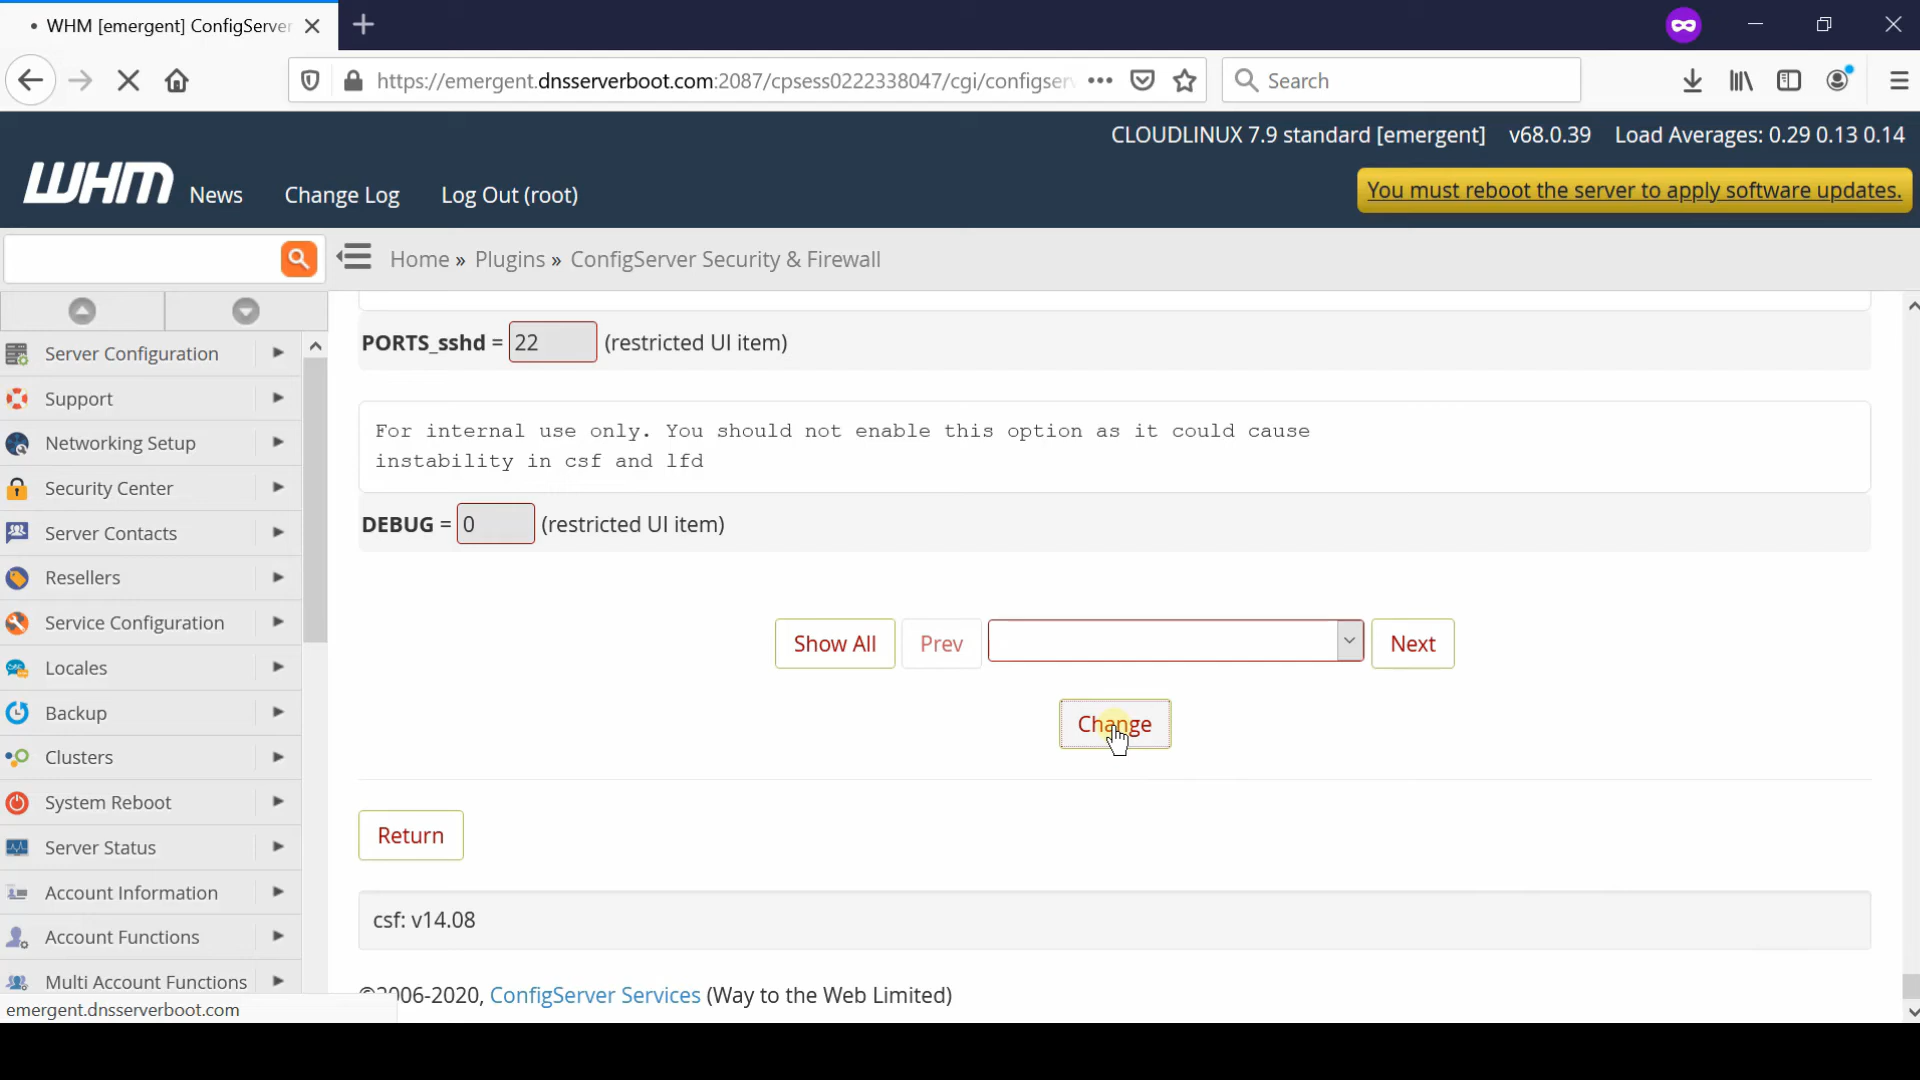 WHM [emergent] ConfigServer
https://emergent.dnsserverboot.com:2087/cpsess0222338047/cgi/configser
Search
CLOUDLINUX 7.9 standard [emergent] v68.0.39 Load Averages: 0.29 0.13 0.14
WHM News Change Log Log Out (root)
You must reboot the server to apply software updates.
Home » Plugins » ConfigServer Security & Firewall
Server Configuration
Support
Networking Setup
Security Center
Server Contacts
Resellers
Service Configuration
Locales
Backup
Clusters
System Reboot
Server Status
Account Information
Account Functions
Multi Account Functions
PORTS_sshd = 22 (restricted UI item)
For internal use only. You should not enable this option as it could cause
instability in csf and lfd
DEBUG = 0 (restricted UI item)
Show All Prev Next
Change
Return
csf: v14.08
©2006-2020, ConfigServer Services (Way to the Web Limited)
emergent.dnsserverboot.com